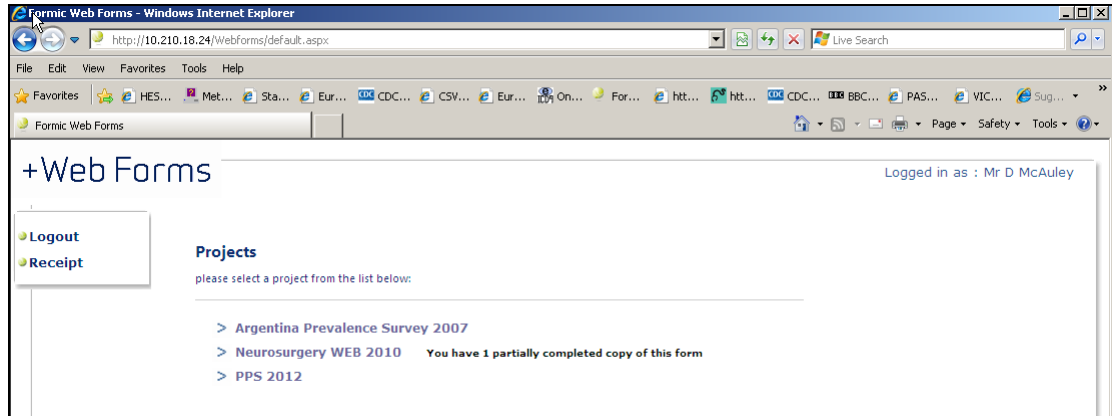 Formic Web Forms - Windows Internet Explorer
http://10.210.18.24/Webforms/default.aspx
Live Search
File Edit View Favorites Tools Help
Favorites HES... Met... Sta... Eur... CDC CDC... CSV... Eur... On... For... htt... htt... CDC CDC... BBC BBC... PAS... VIC... Sug... »
Formic Web Forms
Page Safety Tools
+Web Forms
Logged in as : Mr D McAuley
Logout
Receipt
Projects
please select a project from the list below:
> Argentina Prevalence Survey 2007
> Neurosurgery WEB 2010 You have 1 partially completed copy of this form
> PPS 2012